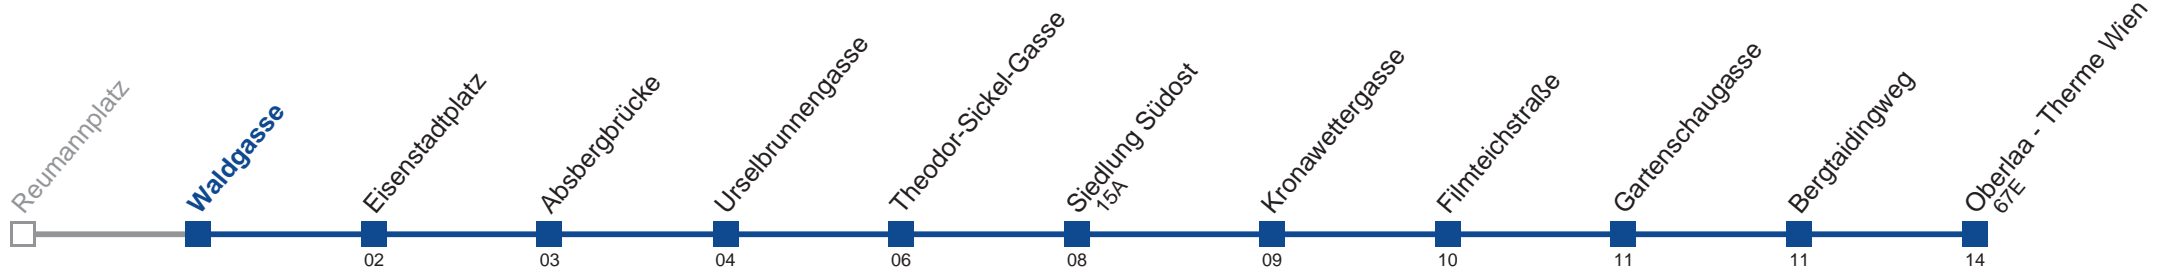 Reumannplatz
Waldgasse
Eisenstadtplatz
Absbergbrücke
Urselbrunnengasse
Theodor-Sickel-Gasse
Siedlung Südost
15A
Kronawettergasse
Filmteichstraße
Gartenschaugasse
Bergtaidingweg
Oberlaa - Therme Wien
67E
02
03
04
06
08
09
10
11
11
14